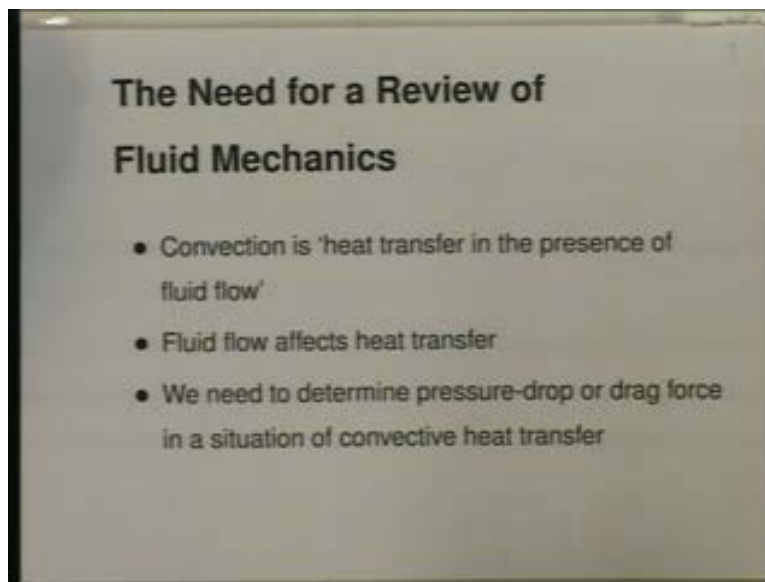 The Need for a Review of
Fluid Mechanics
● Convection is 'heat transfer in the presence of
fluid flow'
● Fluid flow affects heat transfer
● We need to determine pressure-drop or drag force
in a situation of convective heat transfer